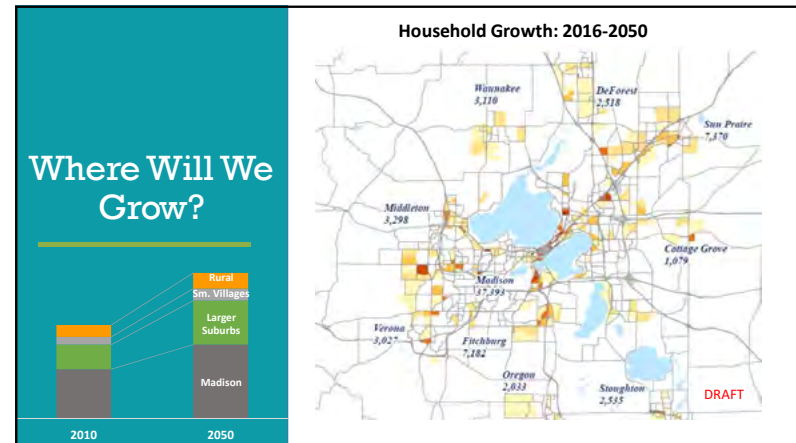 Where Will We
Grow?
Rural
Sm. Villages
Larger
Suburbs
Madison
2010
2050
Household Growth: 2016-2050
Waunakee
3,110
DeForest
2,518
Sun Praire
7,370
Middleton
3,298
Cottage Grove
1,079
Madison
37,393
Verona
3,027
Fitchburg
7,182
Oregon
2,033
Stoughton
2,535
DRAFT